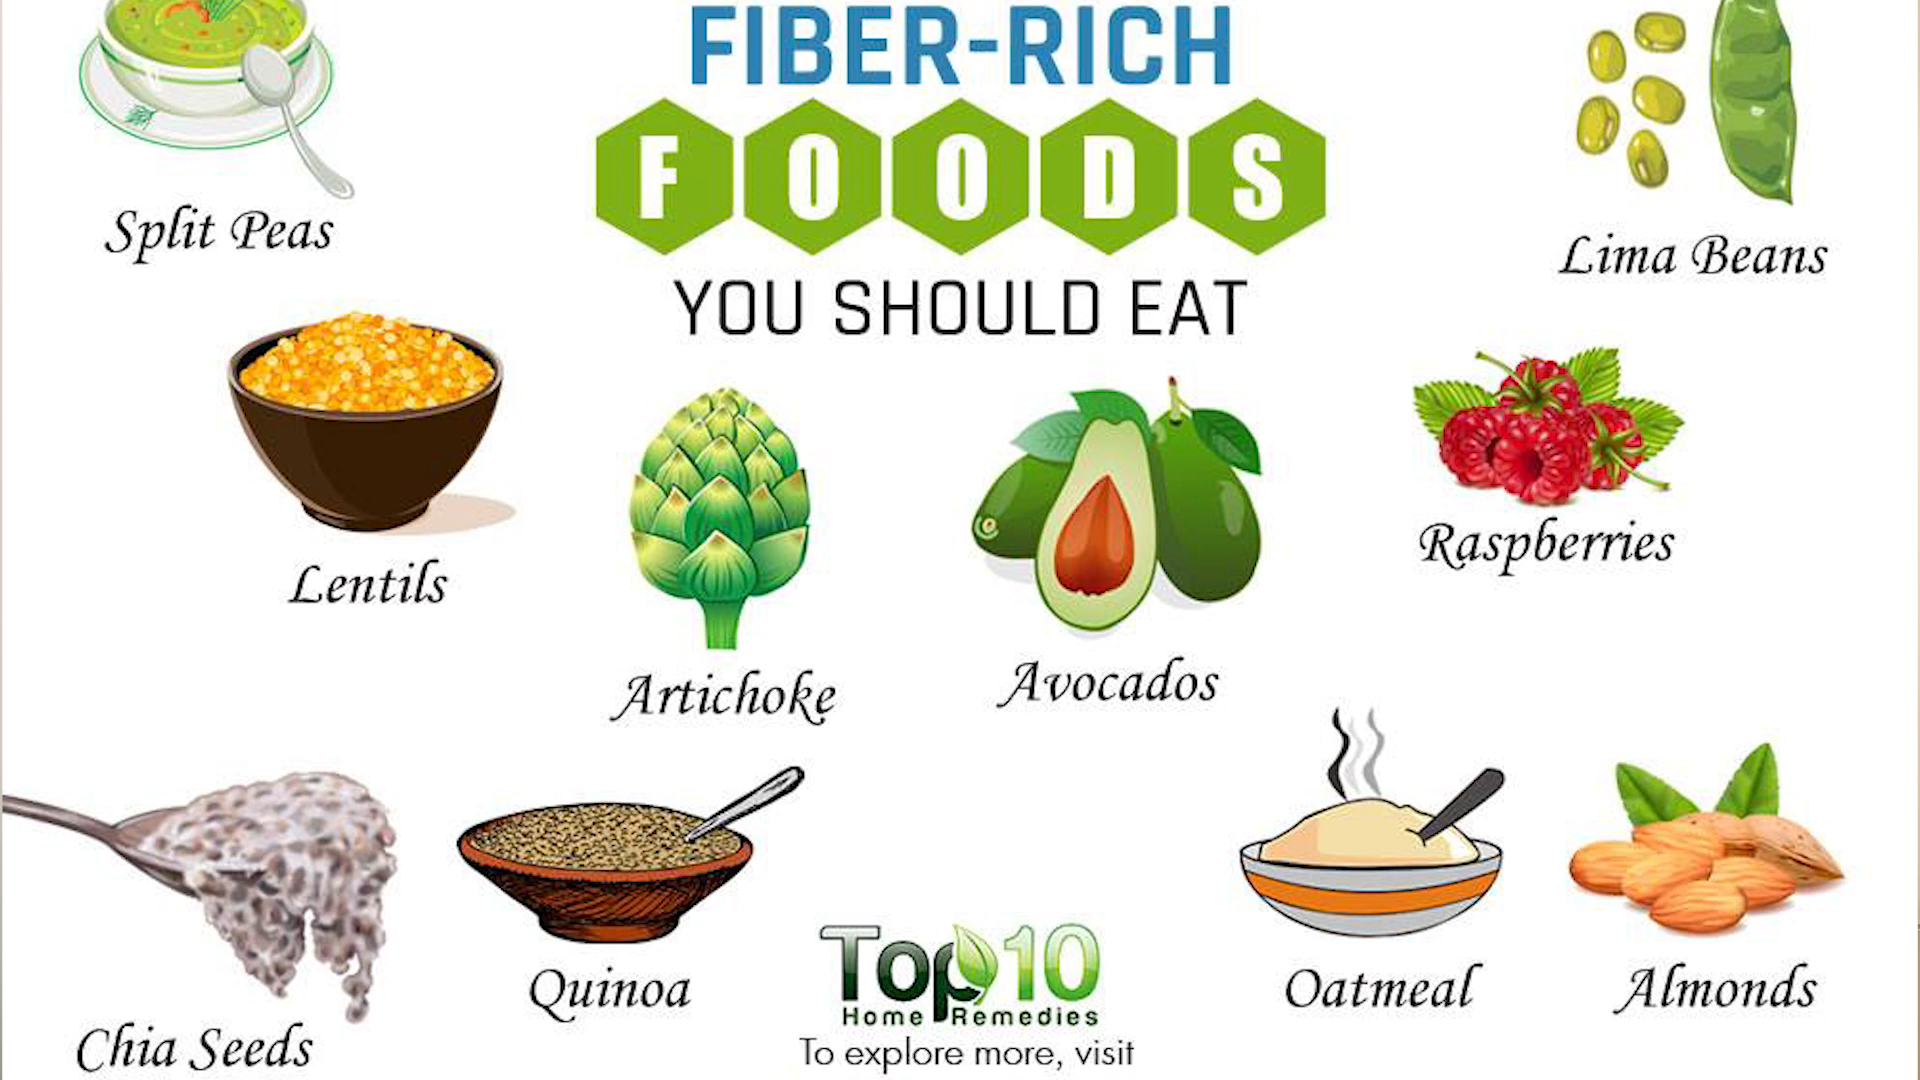 FIBER-RICH
FOODS
YOU SHOULD EAT
Split Peas
Lima Beans
Lentils
Artichoke
Avocados
Raspberries
Chia Seeds
Quinoa
Oatmeal
Almonds
Top10
Home Remedies
To explore more, visit